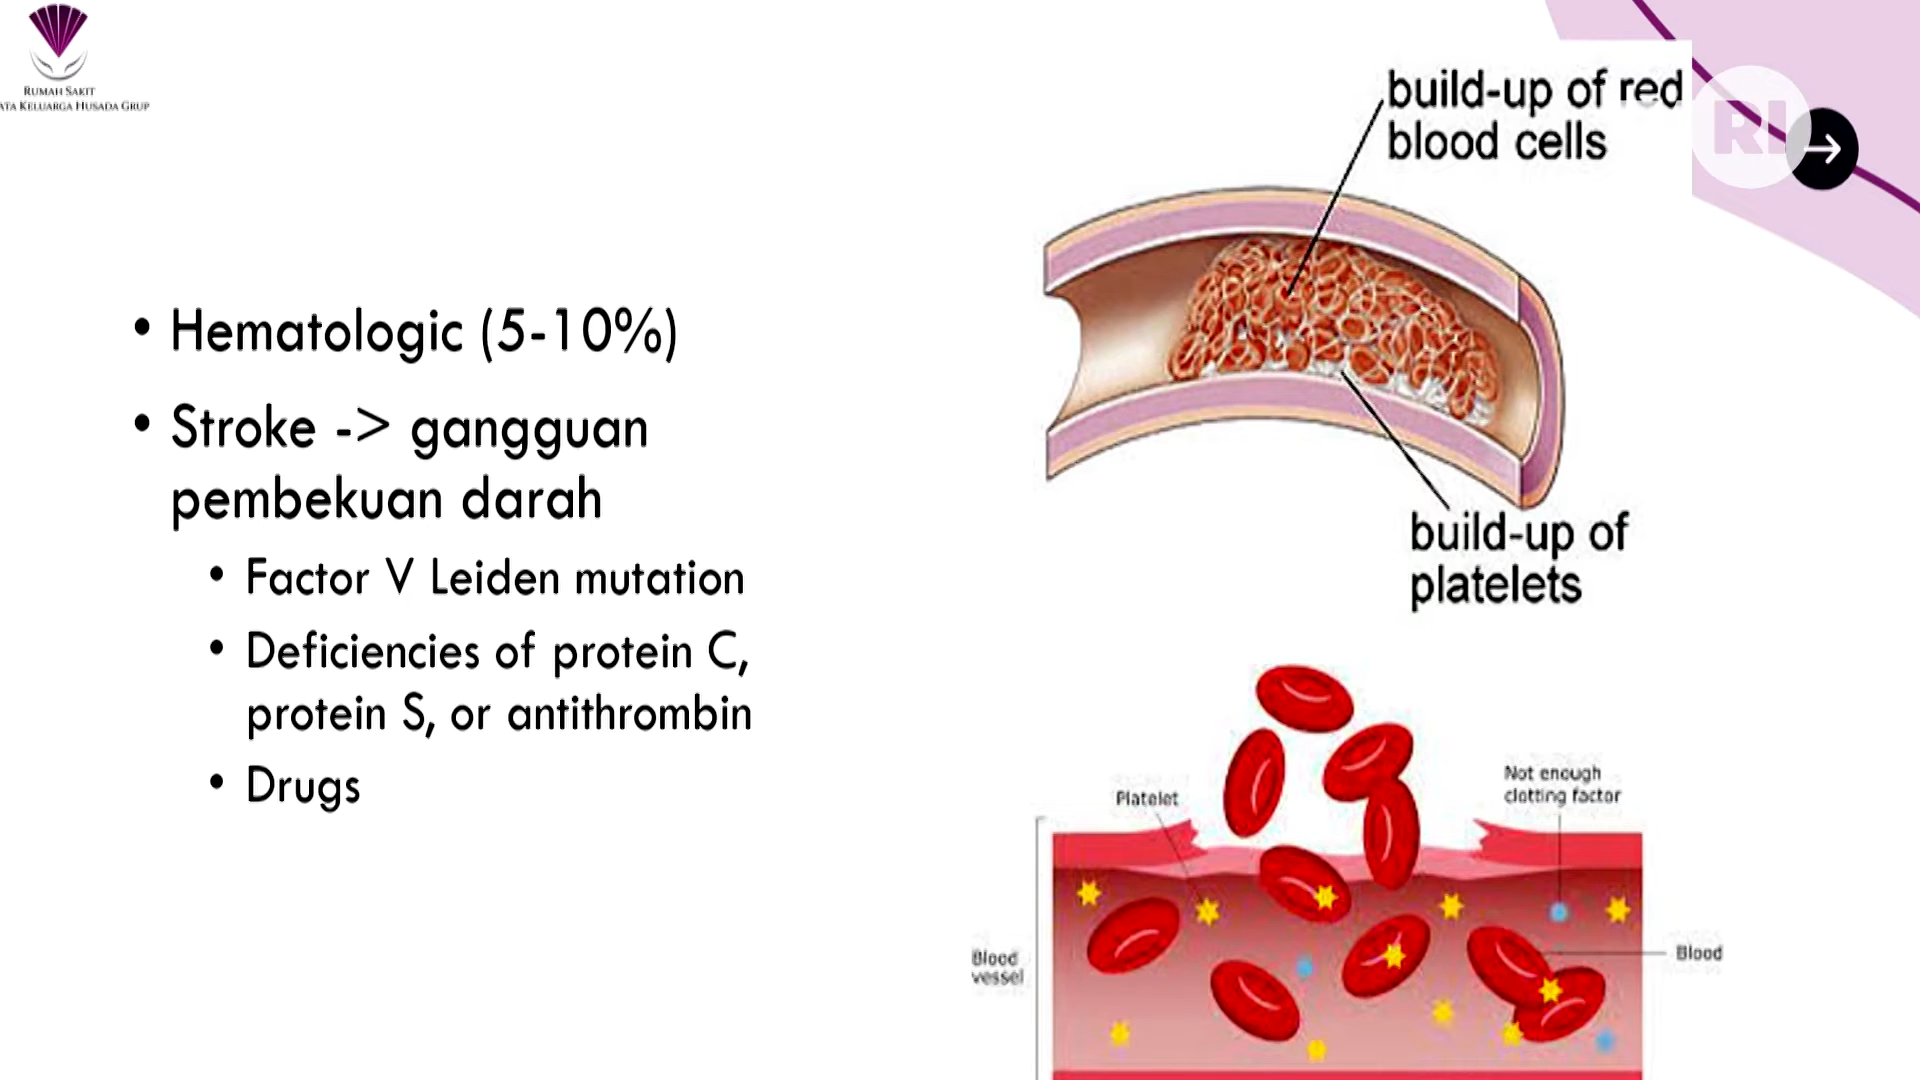 RUMAH SAKIT
ATA KELUARGA HUSADA GRUP
• Hematologic (5-10%)
• Stroke -> gangguan
pembekuan darah
• Factor V Leiden mutation
• Deficiencies of protein C,
protein S, or antithrombin
• Drugs
build-up of red
blood cells
RI
build-up of
platelets
Platelet
Not enough
clotting factor
Blood
vessel
Blood